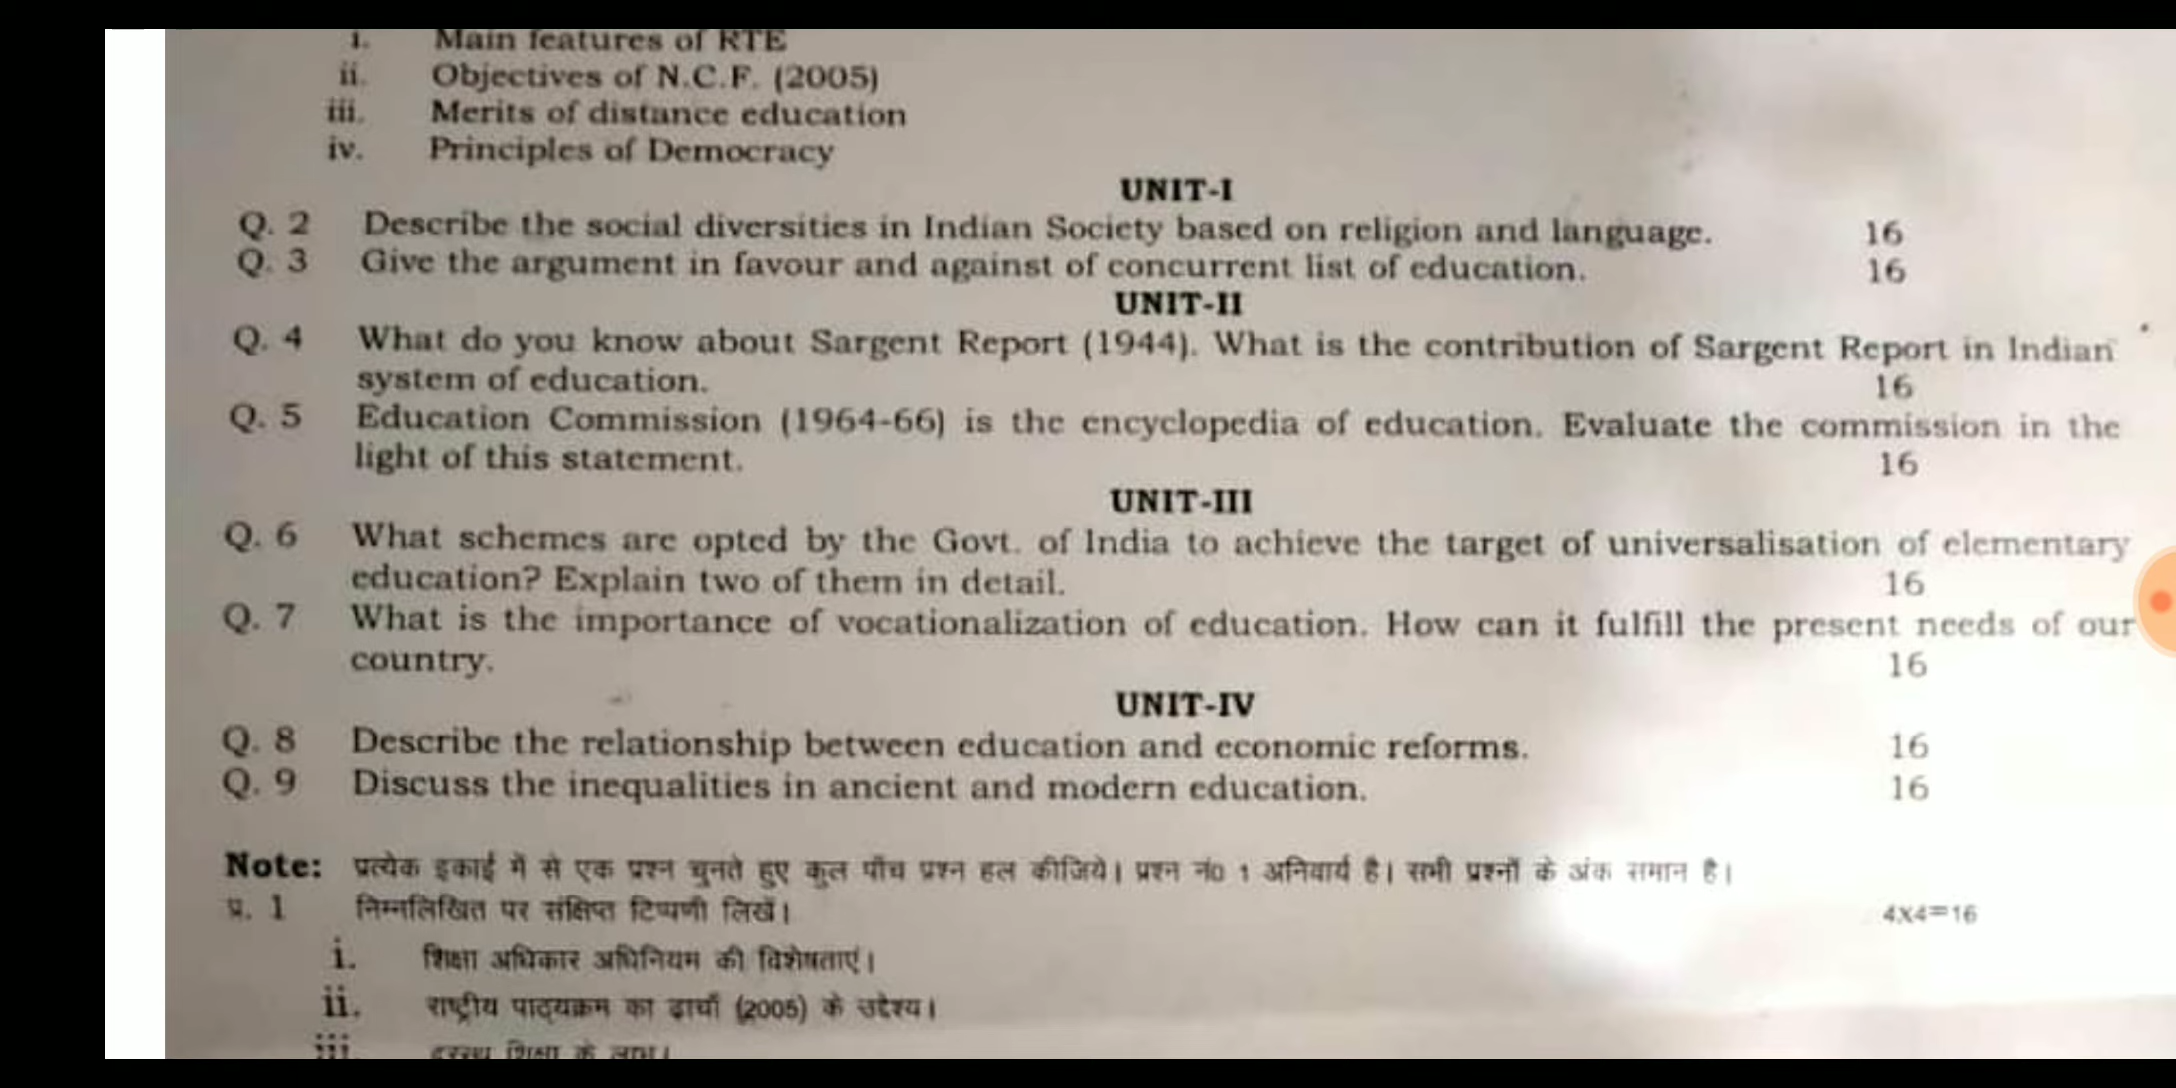 i. Main features of RTE
ii. Objectives of N.C.F. (2005)
iii. Merits of distance education
iv. Principles of Democracy
UNIT-I
Q. 2 Describe the social diversities in Indian Society based on religion and language. 16
Q. 3 Give the argument in favour and against of concurrent list of education. 16
UNIT-II
Q. 4 What do you know about Sargent Report (1944). What is the contribution of Sargent Report in Indian
system of education. 16
Q. 5 Education Commission (1964-66) is the encyclopedia of education. Evaluate the commission in the
light of this statement. 16
UNIT-III
Q. 6 What schemes are opted by the Govt. of India to achieve the target of universalisation of elementary
education? Explain two of them in detail. 16
Q. 7 What is the importance of vocationalization of education. How can it fulfill the present needs of our
country. 16
UNIT-IV
Q. 8 Describe the relationship between education and economic reforms. 16
Q. 9 Discuss the inequalities in ancient and modern education. 16
Note: प्रत्येक इकाई में से एक प्रश्न चुनते हुए कुल पाँच प्रश्न हल कीजिये। प्रश्न नं0 1 अनिवार्य है। सभी प्रश्नों के अंक समान है।
प्र. 1 निम्नलिखित पर संक्षिप्त टिप्पणी लिखें। 4x4=16
i. शिक्षा अधिकार अधिनियम की विशेषताएं।
ii. राष्ट्रीय पाठ्यक्रम का ढाचाँ (2005) के उद्देश्य।
iii शिक्षा के लाभ।